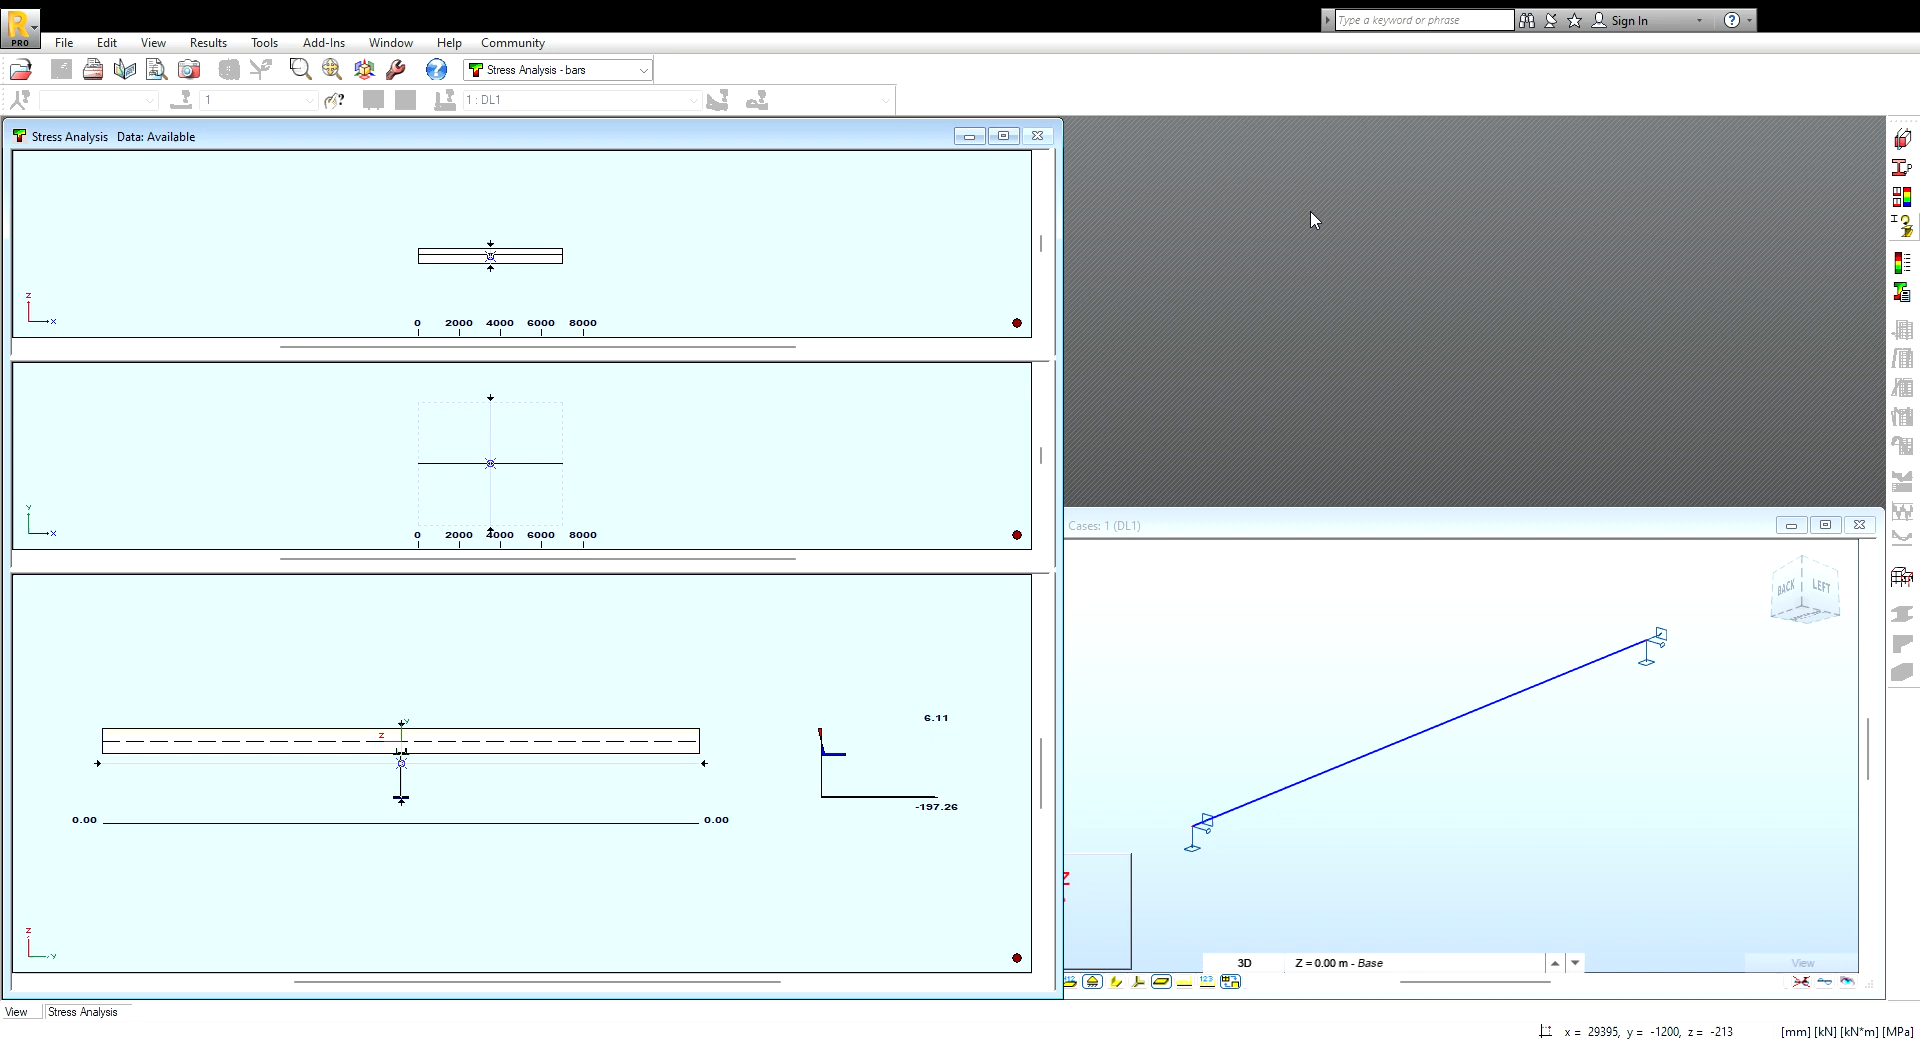 Type a keyword or phrase
Sign In
PRO
File Edit View Results Tools Add-Ins Window Help Community
Stress Analysis - bars
1
1 : DL1
Stress Analysis Data: Available
Z
X
0 2000 4000 6000 8000
Y
X
0 2000 4000 6000 8000
Cases: 1 (DL1)
BACK LEFT
Y
Z
6.11
-197.26
0.00 0.00
Z
Z
Y
3D Z = 0.00 m - Base
View
123
View Stress Analysis
x = 29395, y = -1200, z = -213 [mm] [kN] [kN*m] [MPa]